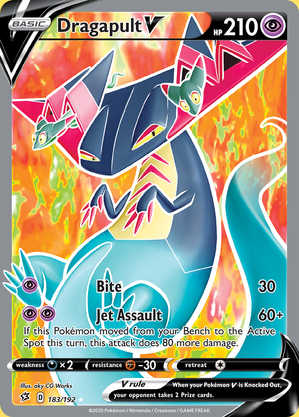 BASIC
Dragapult V
HP 210
Bite 30
Jet Assault 60+
If this Pokémon moved from your Bench to the Active
Spot this turn, this attack does 80 more damage.
weakness ×2 resistance -30 retreat
Illus. aky CG Works
V rule When your Pokémon V is Knocked Out,
your opponent takes 2 Prize cards.
D 183/192
©2020 Pokémon / Nintendo / Creatures / GAME FREAK